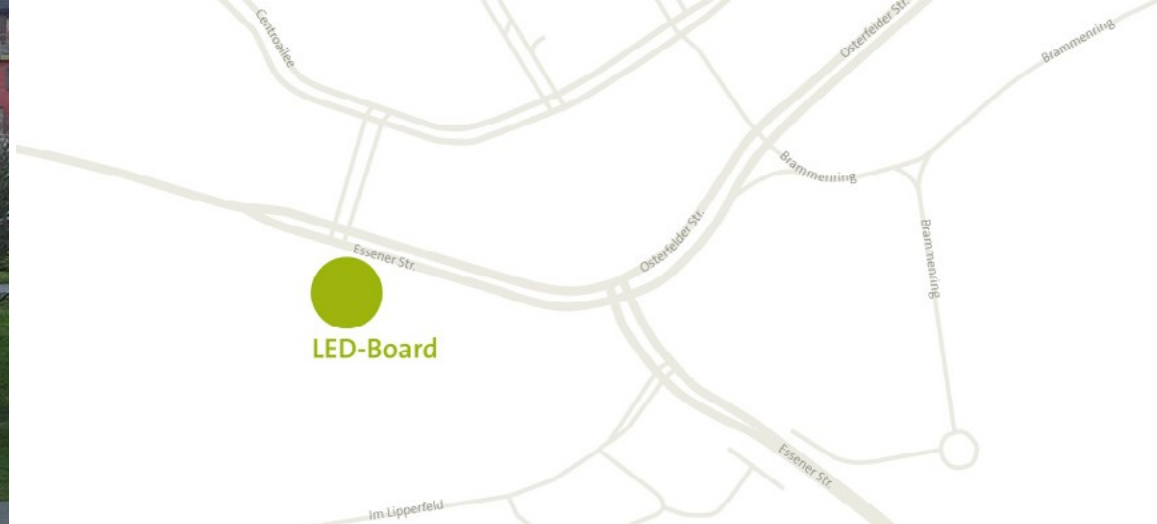 Centroallee
Osterfelder Str.
Brammenring
Brammenring
Osterfelder Str.
Brammenring
Essener Str.
LED-Board
Essener Str.
Im Lipperfeld